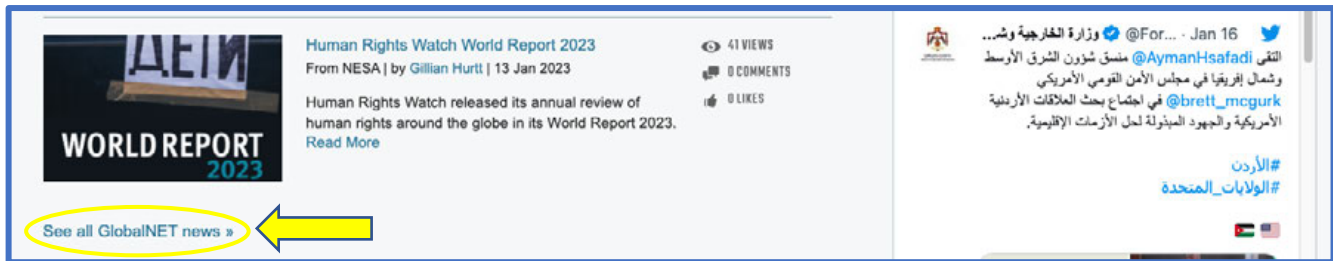 ДЕТИ
WORLD REPORT
2023
Human Rights Watch World Report 2023
From NESA | by Gillian Hurtt | 13 Jan 2023
Human Rights Watch released its annual review of
human rights around the globe in its World Report 2023.
Read More
41 VIEWS
0 COMMENTS
0 LIKES
See all GlobalNET news »
وزارة الخارجية وشـ... @For... · Jan 16
التقى @AymanHsafadi منسق شؤون الشرق الأوسط
وشمال إفريقيا في مجلس الأمن القومي الأمريكي
@brett_mcgurk في اجتماع بحث العلاقات الأردنية
الأمريكية والجهود المبذولة لحل الأزمات الإقليمية.
#الأردن
#الولايات_المتحدة
🇯🇴 🇺🇸